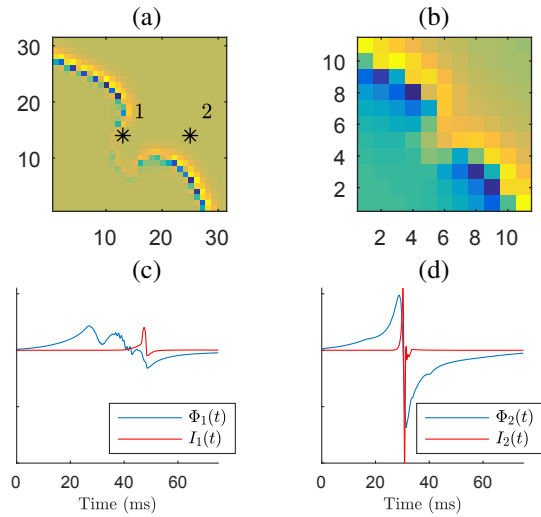 (a)
(b)
30
20
10
10 20 30
1
2
10
8
6
4
2
2 4 6 8 10
(c)
(d)
Φ₁(t)
I₁(t)
Φ₂(t)
I₂(t)
0 20 40 60
0 20 40 60
Time (ms)
Time (ms)